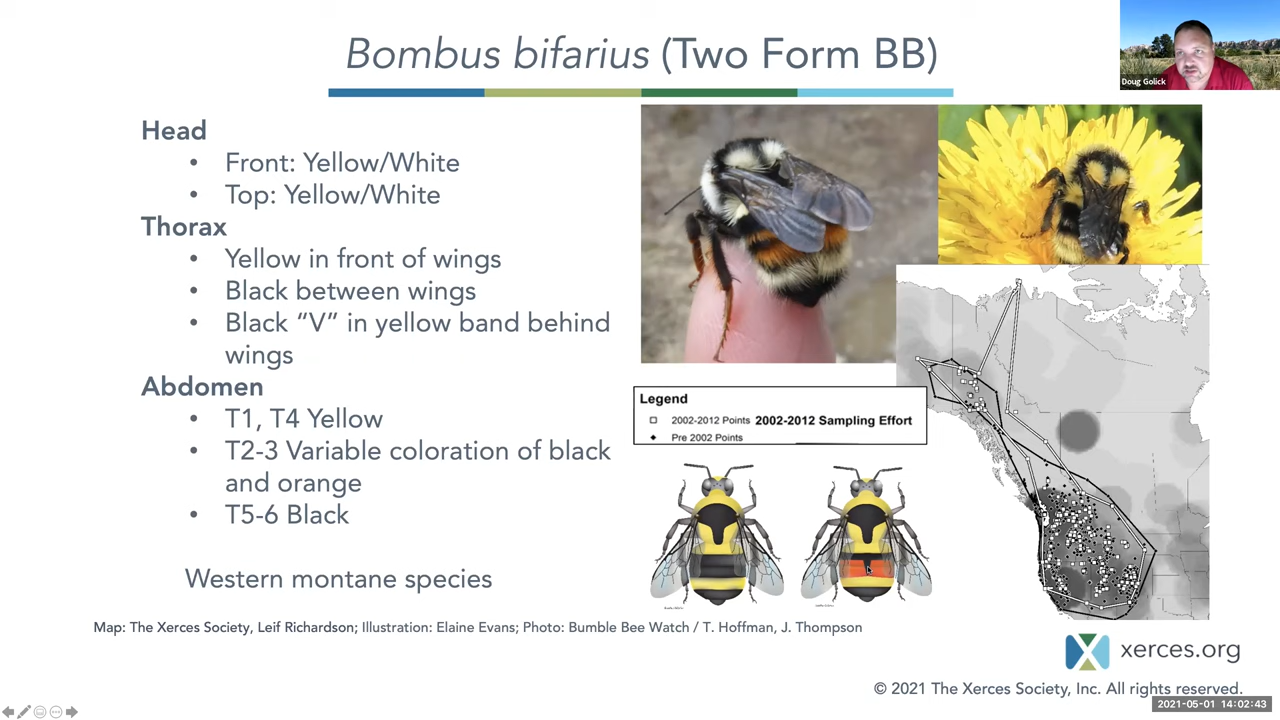 Bombus bifarius (Two Form BB)
Doug Golick
Head
• Front: Yellow/White
• Top: Yellow/White
Thorax
• Yellow in front of wings
• Black between wings
• Black “V” in yellow band behind
wings
Abdomen
• T1, T4 Yellow
• T2-3 Variable coloration of black
and orange
• T5-6 Black
Western montane species
Legend
2002-2012 Points 2002-2012 Sampling Effort
Pre 2002 Points
Map: The Xerces Society, Leif Richardson; Illustration: Elaine Evans; Photo: Bumble Bee Watch / T. Hoffman, J. Thompson
xerces.org
© 2021 The Xerces Society, Inc. All rights reserved.
2021-05-01 14:02:43